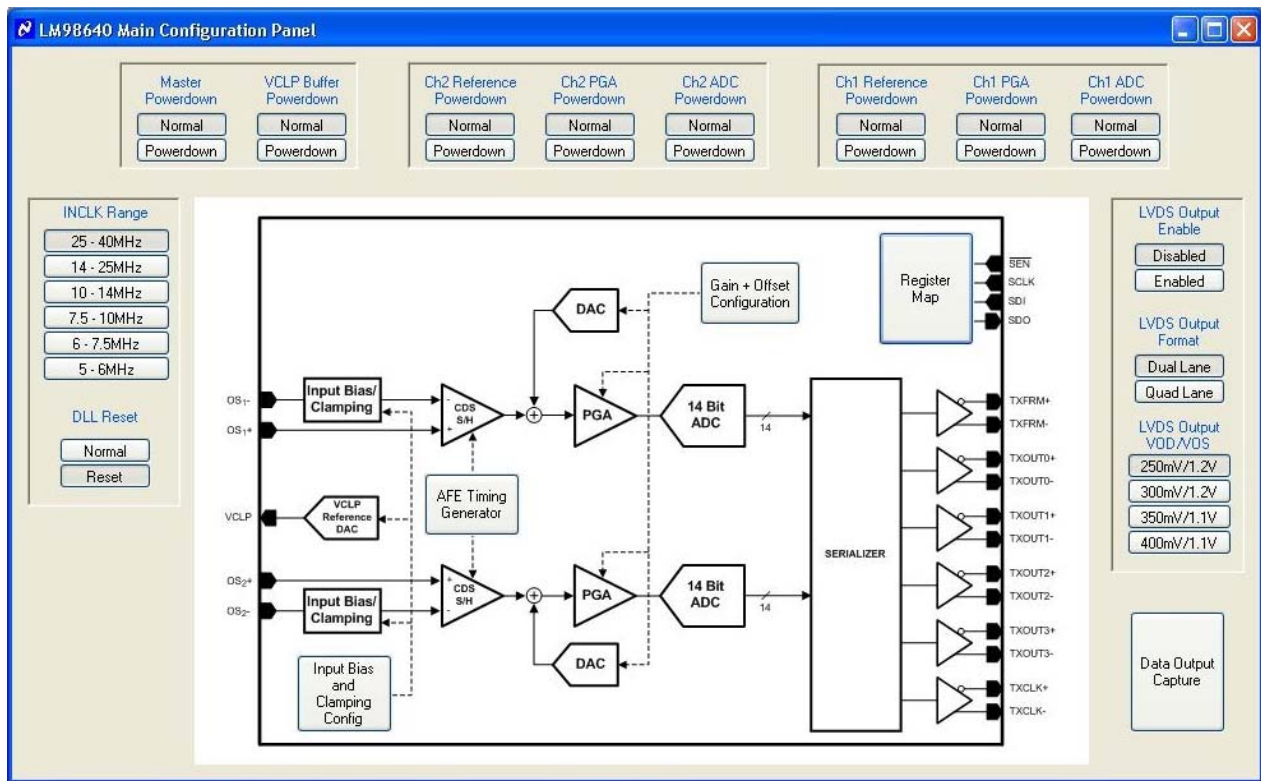 LM98640 Main Configuration Panel
Master
Powerdown
Normal
Powerdown
VCLP Buffer
Powerdown
Normal
Powerdown
Ch2 Reference
Powerdown
Normal
Powerdown
Ch2 PGA
Powerdown
Normal
Powerdown
Ch2 ADC
Powerdown
Normal
Powerdown
Ch1 Reference
Powerdown
Normal
Powerdown
Ch1 PGA
Powerdown
Normal
Powerdown
Ch1 ADC
Powerdown
Normal
Powerdown
INCLK Range
25 - 40MHz
14 - 25MHz
10 - 14MHz
7.5 - 10MHz
6 - 7.5MHz
5 - 6MHz
DLL Reset
Normal
Reset
OS1-
OS1+
VCLP
OS2+
OS2-
Input Bias/
Clamping
-
CDS
S/H
+
DAC
+
PGA
14 Bit
ADC
14
Gain + Offset
Configuration
Register
Map
SEN
SCLK
SDI
SDO
AFE Timing
Generator
VCLP
Reference
DAC
Input Bias/
Clamping
+
CDS
S/H
-
+
DAC
PGA
14 Bit
ADC
14
Input Bias
and
Clamping
Config
SERIALIZER
TXFRM+
TXFRM-
TXOUT0+
TXOUT0-
TXOUT1+
TXOUT1-
TXOUT2+
TXOUT2-
TXOUT3+
TXOUT3-
TXCLK+
TXCLK-
LVDS Output
Enable
Disabled
Enabled
LVDS Output
Format
Dual Lane
Quad Lane
LVDS Output
VOD/VOS
250mV/1.2V
300mV/1.2V
350mV/1.1V
400mV/1.1V
Data Output
Capture